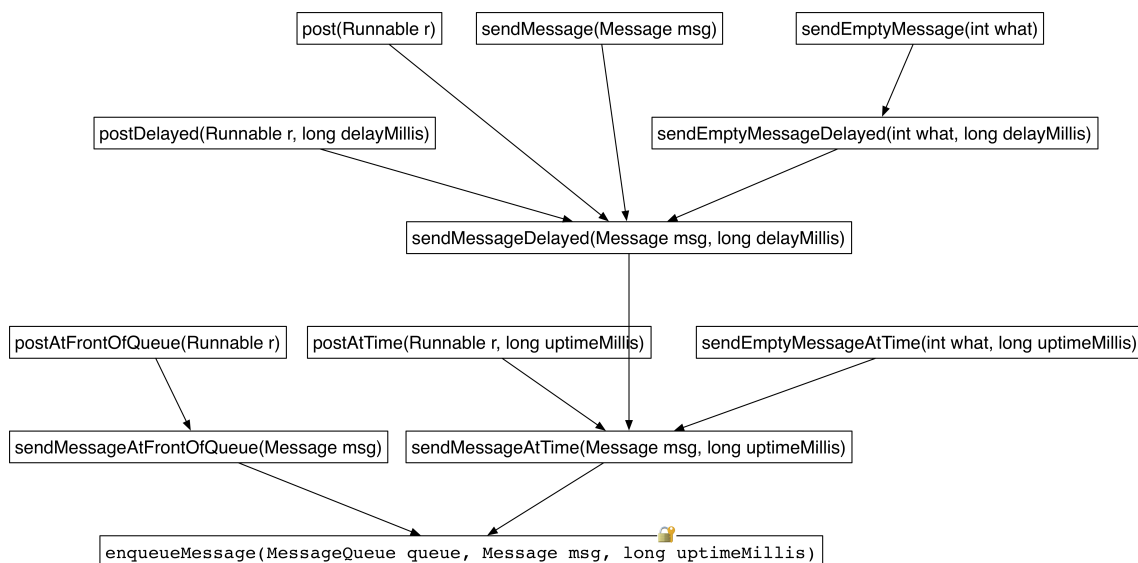 post(Runnable r)
sendMessage(Message msg)
sendEmptyMessage(int what)
postDelayed(Runnable r, long delayMillis)
sendEmptyMessageDelayed(int what, long delayMillis)
sendMessageDelayed(Message msg, long delayMillis)
postAtFrontOfQueue(Runnable r)
postAtTime(Runnable r, long uptimeMillis)
sendEmptyMessageAtTime(int what, long uptimeMillis)
sendMessageAtFrontOfQueue(Message msg)
sendMessageAtTime(Message msg, long uptimeMillis)
enqueueMessage(MessageQueue queue, Message msg, long uptimeMillis)